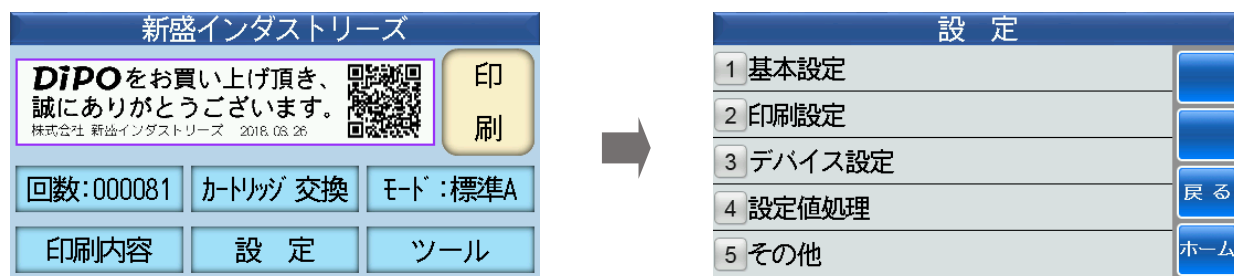 新盛インダストリーズ
DiPOをお買い上げ頂き、
誠にありがとうございます。
株式会社 新盛インダストリーズ 2018.03.26
印刷
回数:000081
ｶｰﾄﾘｯｼﾞ 交換
ﾓｰﾄﾞ:標準A
印刷内容
設 定
ツール
設 定
1 基本設定
2 印刷設定
3 デバイス設定
4 設定値処理
5 その他
戻 る
ホーム